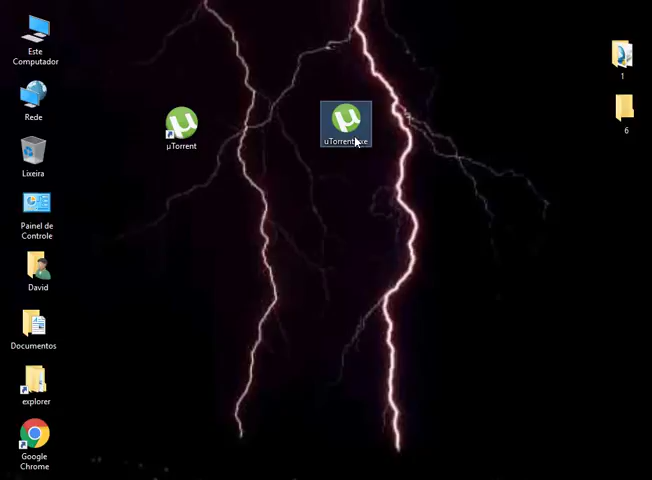 Este
Computador
Rede
Lixeira
Painel de
Controle
David
Documentos
explorer
Google
Chrome
µTorrent
uTorrent.exe
1
6